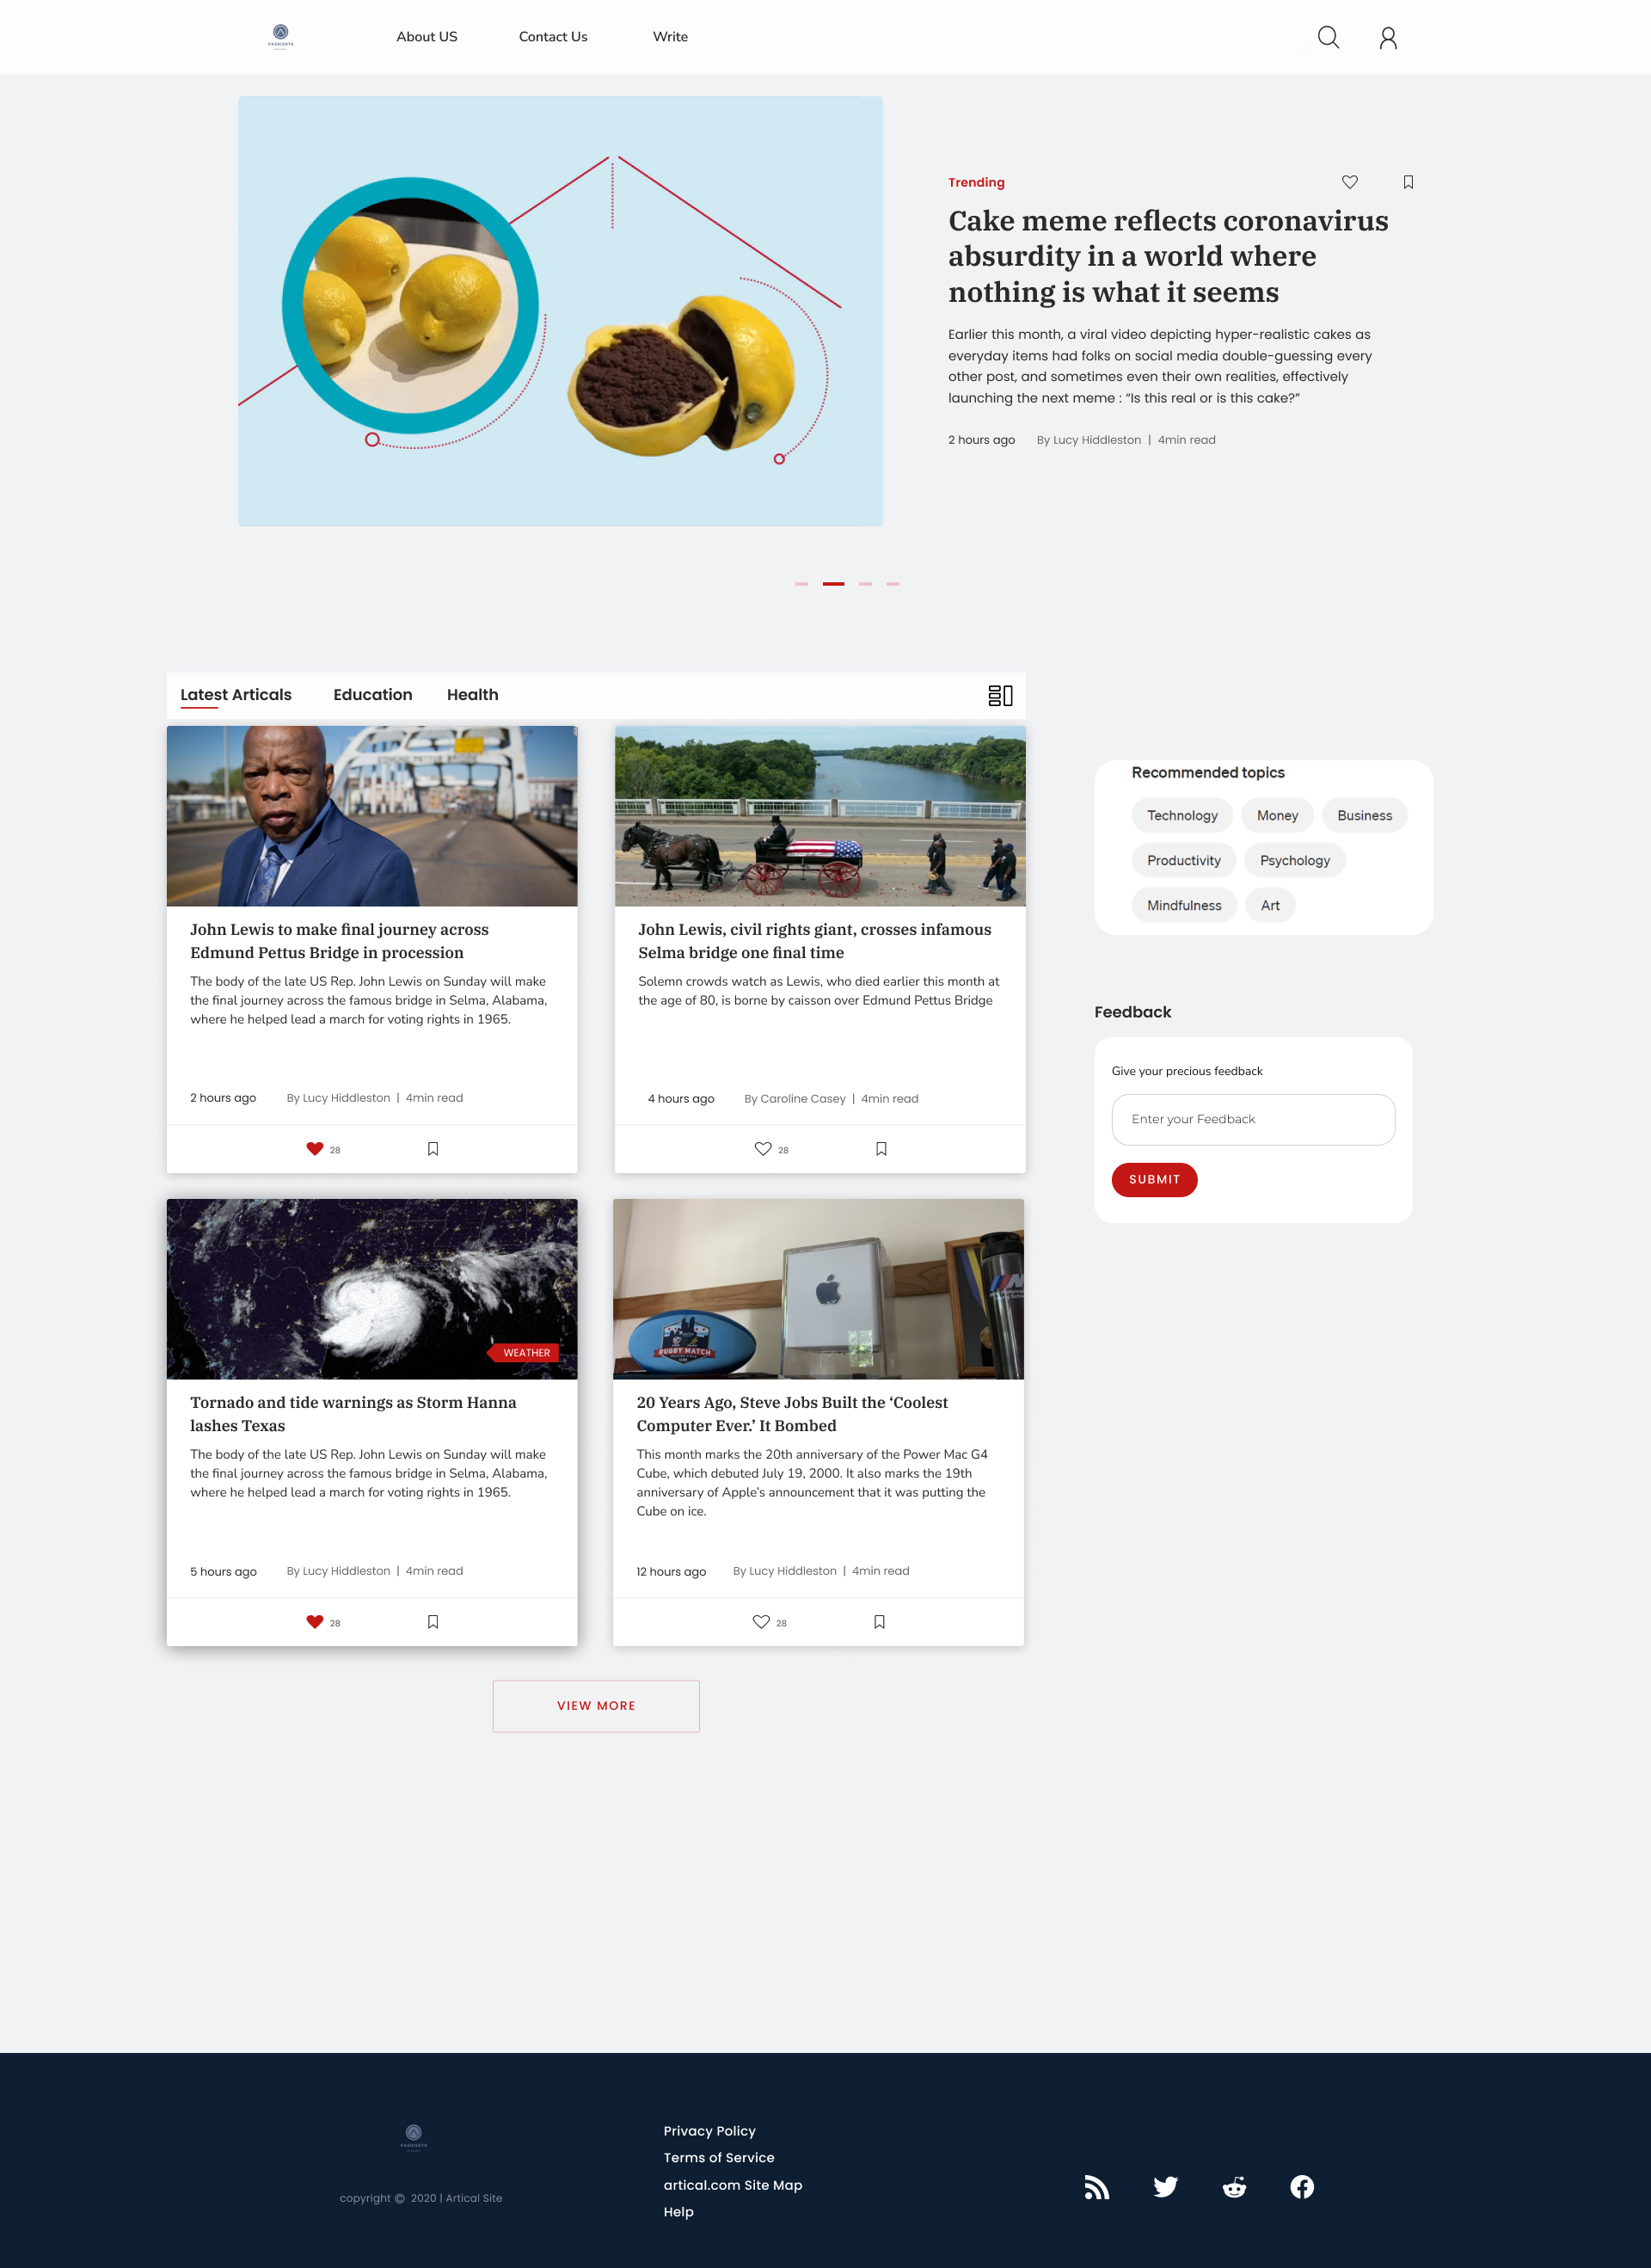 About US
Contact Us
Write
Trending
Cake meme reflects coronavirus
absurdity in a world where
nothing is what it seems
Earlier this month, a viral video depicting hyper-realistic cakes as
everyday items had folks on social media double-guessing every
other post, and sometimes even their own realities, effectively
launching the next meme : “Is this real or is this cake?”
2 hours ago By Lucy Hiddleston | 4min read
Latest Articals
Education
Health
John Lewis to make final journey across
Edmund Pettus Bridge in procession
The body of the late US Rep. John Lewis on Sunday will make
the final journey across the famous bridge in Selma, Alabama,
where he helped lead a march for voting rights in 1965.
2 hours ago By Lucy Hiddleston | 4min read
28
John Lewis, civil rights giant, crosses infamous
Selma bridge one final time
Solemn crowds watch as Lewis, who died earlier this month at
the age of 80, is borne by caisson over Edmund Pettus Bridge
4 hours ago By Caroline Casey | 4min read
28
Recommended topics
Technology Money Business
Productivity Psychology
Mindfulness Art
Feedback
Give your precious feedback
Enter your Feedback
SUBMIT
WEATHER
Tornado and tide warnings as Storm Hanna
lashes Texas
The body of the late US Rep. John Lewis on Sunday will make
the final journey across the famous bridge in Selma, Alabama,
where he helped lead a march for voting rights in 1965.
5 hours ago By Lucy Hiddleston | 4min read
28
RUGBY MATCH
20 Years Ago, Steve Jobs Built the ‘Coolest
Computer Ever.’ It Bombed
This month marks the 20th anniversary of the Power Mac G4
Cube, which debuted July 19, 2000. It also marks the 19th
anniversary of Apple’s announcement that it was putting the
Cube on ice.
12 hours ago By Lucy Hiddleston | 4min read
28
VIEW MORE
copyright © 2020 | Artical Site
Privacy Policy
Terms of Service
artical.com Site Map
Help